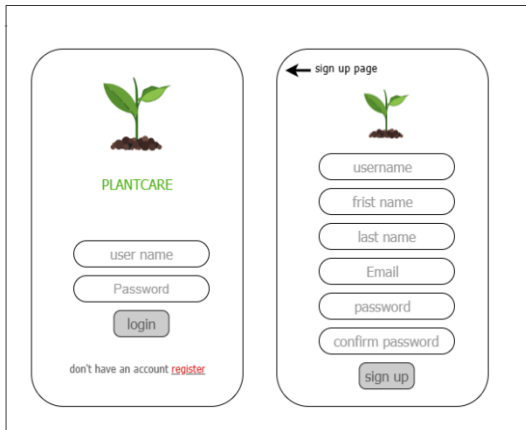 PLANTCARE
user name
Password
login
don't have an account register
sign up page
username
frist name
last name
Email
password
confirm password
sign up